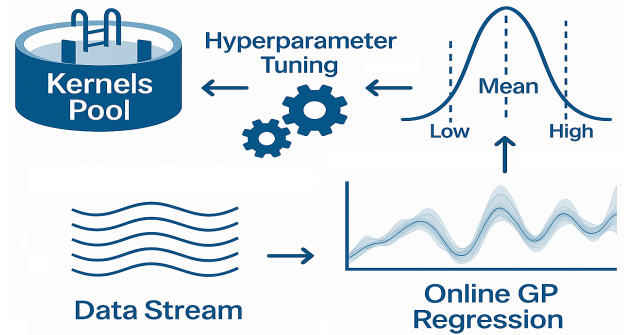 Kernels
Pool
Hyperparameter
Tuning
Mean
Low
High
Data Stream
Online GP
Regression